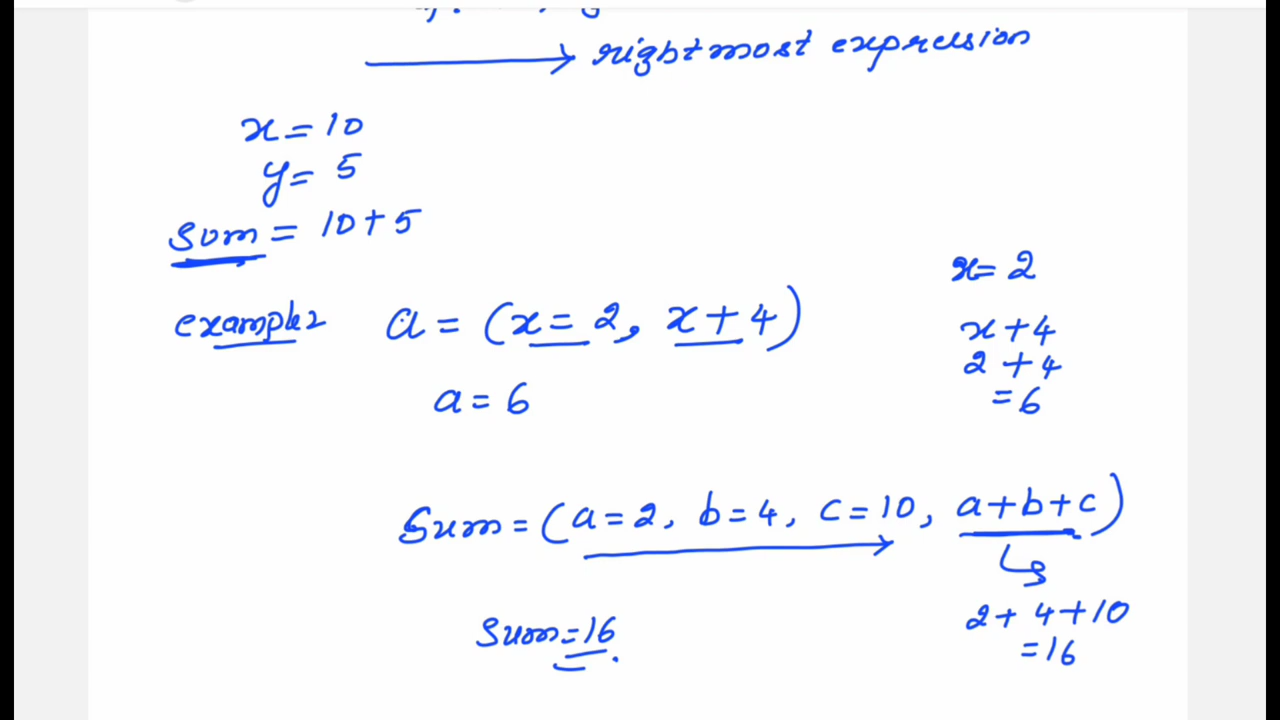 → rightmost expression
x = 10
y = 5
Sum = 10 + 5
x = 2
example2 a = (x = 2, x + 4)
x + 4
2 + 4
a = 6
= 6
Sum = (a = 2, b = 4, c = 10, a + b + c)
2 + 4 + 10
Sum = 16
= 16